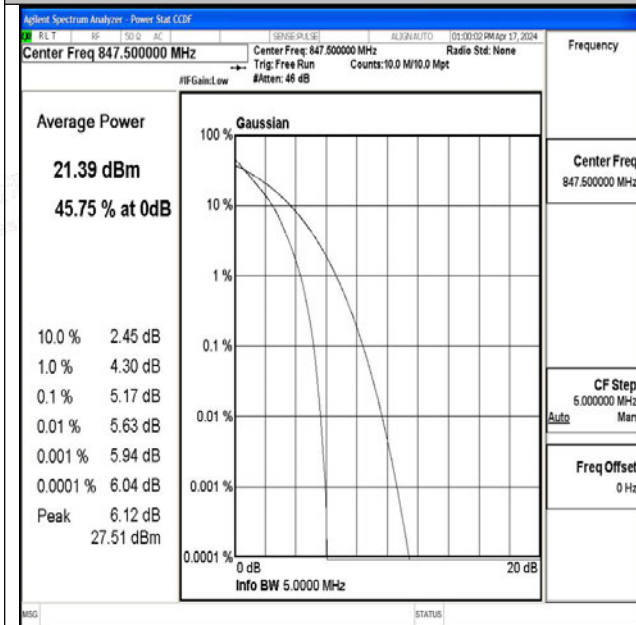 Agilent Spectrum Analyzer - Power Stat CCDF
RL T RF 50 Ω AC SENSE:PULSE ALIGN AUTO 01:00:02 PM Apr 17, 2024
Center Freq 847.500000 MHz
Center Freq: 847.500000 MHz Radio Std: None
Trig: Free Run Counts:10.0 M/10.0 Mpt
#IFGain:Low #Atten: 46 dB
Frequency
Average Power
21.39 dBm
45.75 % at 0dB
10.0 % 2.45 dB
1.0 % 4.30 dB
0.1 % 5.17 dB
0.01 % 5.63 dB
0.001 % 5.94 dB
0.0001 % 6.04 dB
Peak 6.12 dB
27.51 dBm
Gaussian
100 %
10 %
1 %
0.1 %
0.01 %
0.001 %
0.0001 %
0 dB 20 dB
Info BW 5.0000 MHz
Center Freq
847.500000 MHz
CF Step
5.000000 MHz
Auto Man
Freq Offset
0 Hz
MSG STATUS